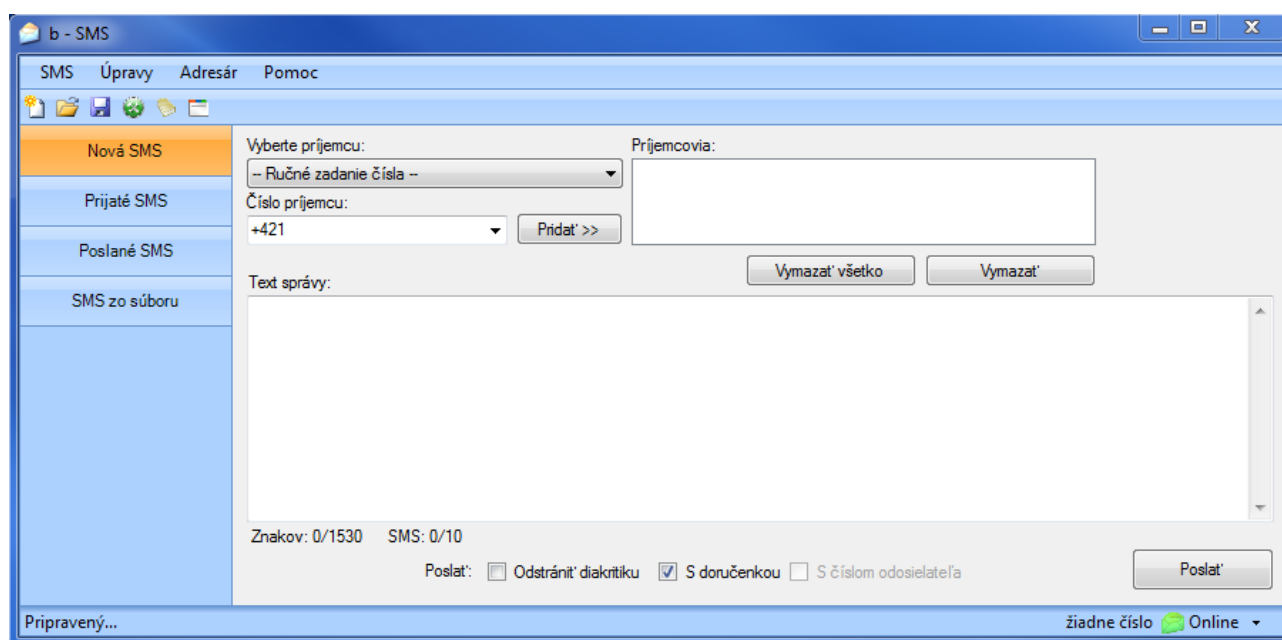 b - SMS
SMS Úpravy Adresár Pomoc
Nová SMS
Prijaté SMS
Poslané SMS
SMS zo súboru
Vyberte príjemcu:
-- Ručné zadanie čísla --
Číslo príjemcu:
+421
Pridať >>
Príjemcovia:
Vymazať všetko
Vymazať
Text správy:
Znakov: 0/1530 SMS: 0/10
Poslať: Odstrániť diakritiku S doručenkou S číslom odosielateľa
Poslať
Pripravený... žiadne číslo Online